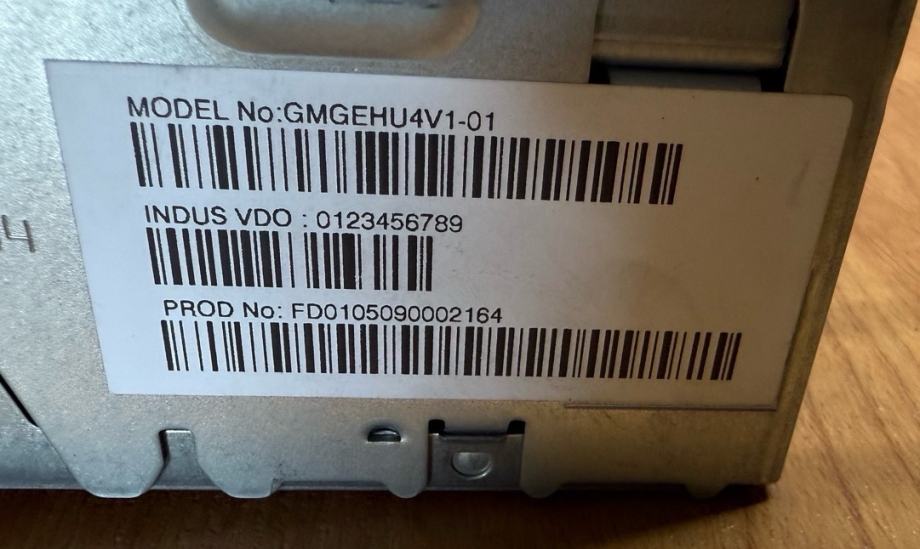 MODEL No:GMGEHU4V1-01
INDUS VDO : 0123456789
PROD No: FD0105090002164